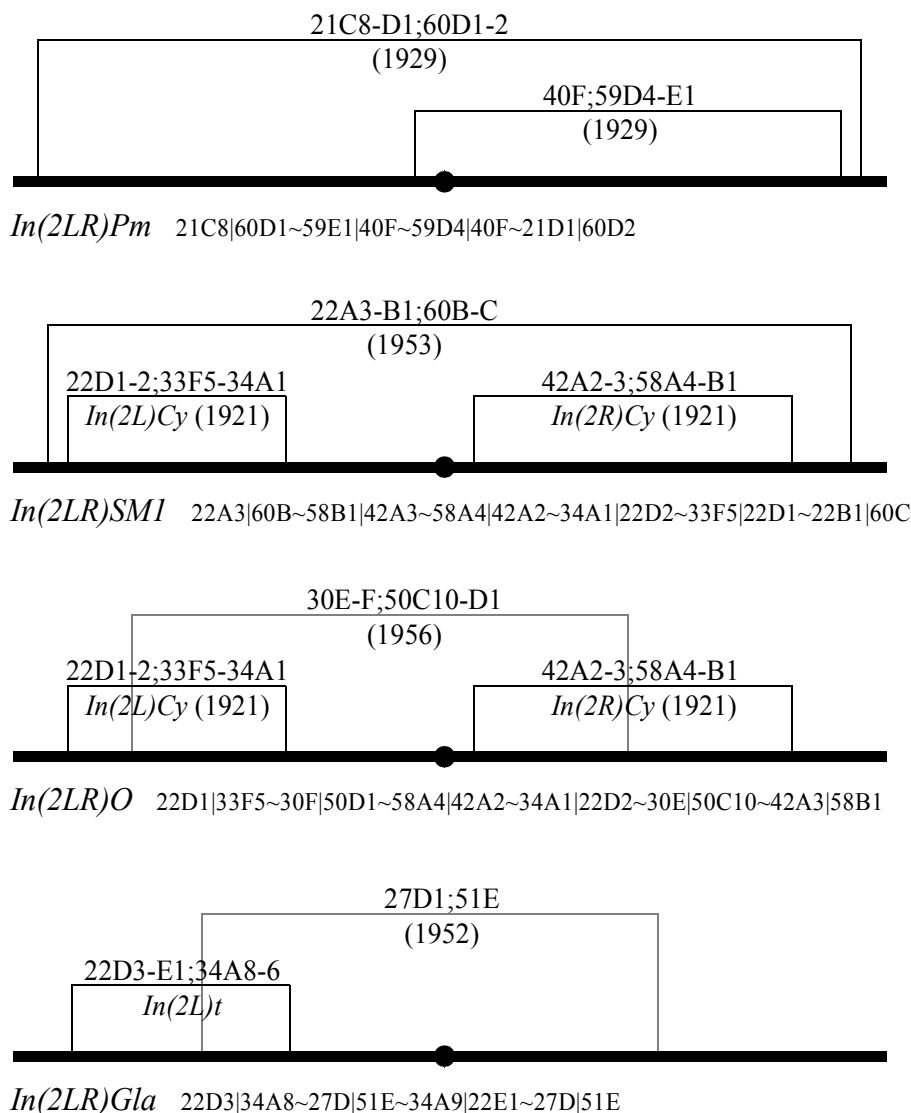 21C8-D1;60D1-2
(1929)
40F;59D4-E1
(1929)
In(2LR)Pm 21C8|60D1~59E1|40F~59D4|40F~21D1|60D2
22A3-B1;60B-C
(1953)
22D1-2;33F5-34A1 42A2-3;58A4-B1
In(2L)Cy (1921) In(2R)Cy (1921)
In(2LR)SM1 22A3|60B~58B1|42A3~58A4|42A2~34A1|22D2~33F5|22D1~22B1|60C
30E-F;50C10-D1
(1956)
22D1-2;33F5-34A1 42A2-3;58A4-B1
In(2L)Cy (1921) In(2R)Cy (1921)
In(2LR)O 22D1|33F5~30F|50D1~58A4|42A2~34A1|22D2~30E|50C10~42A3|58B1
27D1;51E
(1952)
22D3-E1;34A8-6
In(2L)t
In(2LR)Gla 22D3|34A8~27D|51E~34A9|22E1~27D|51E